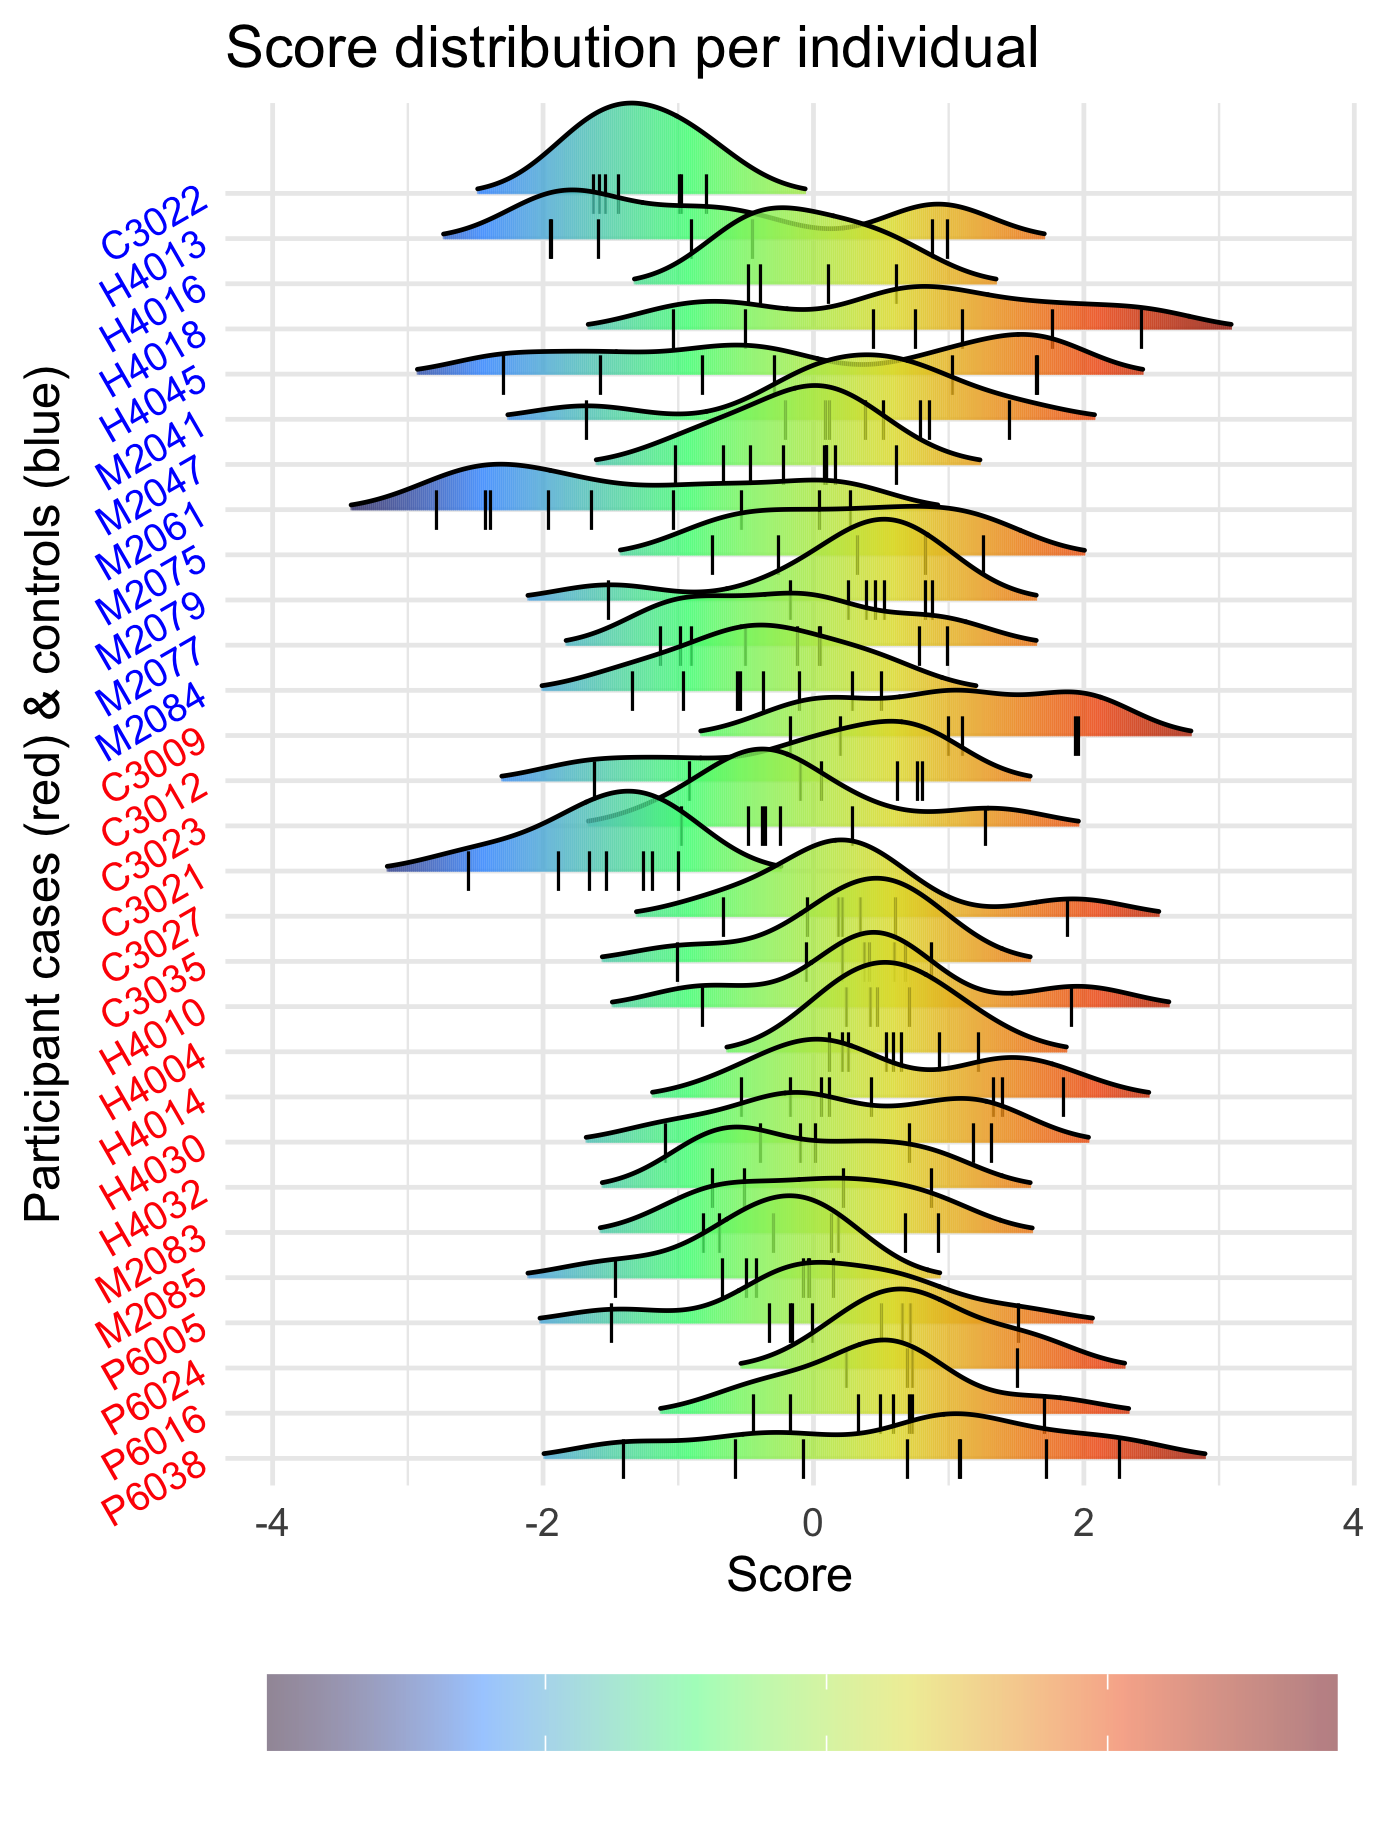 Score distribution per individual
Participant cases (red) & controls (blue)
C3022
H4013
H4016
H4018
H4045
M2041
M2047
M2061
M2075
M2079
M2077
M2084
C3009
C3012
C3023
C3021
C3027
C3035
H4010
H4004
H4014
H4030
H4032
M2083
M2085
P6005
P6024
P6016
P6038
-4 -2 0 2 4
Score